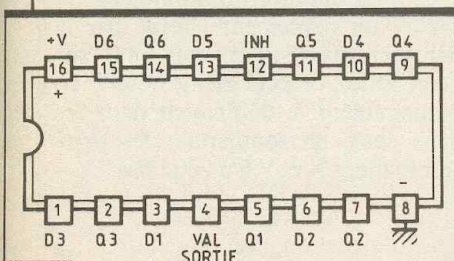 +V D6 Q6 D5 INH Q5 D4 Q4
16 15 14 13 12 11 10 9
+ −
1 2 3 4 5 6 7 8
D3 Q3 D1 VAL Q1 D2 Q2
SORTIE